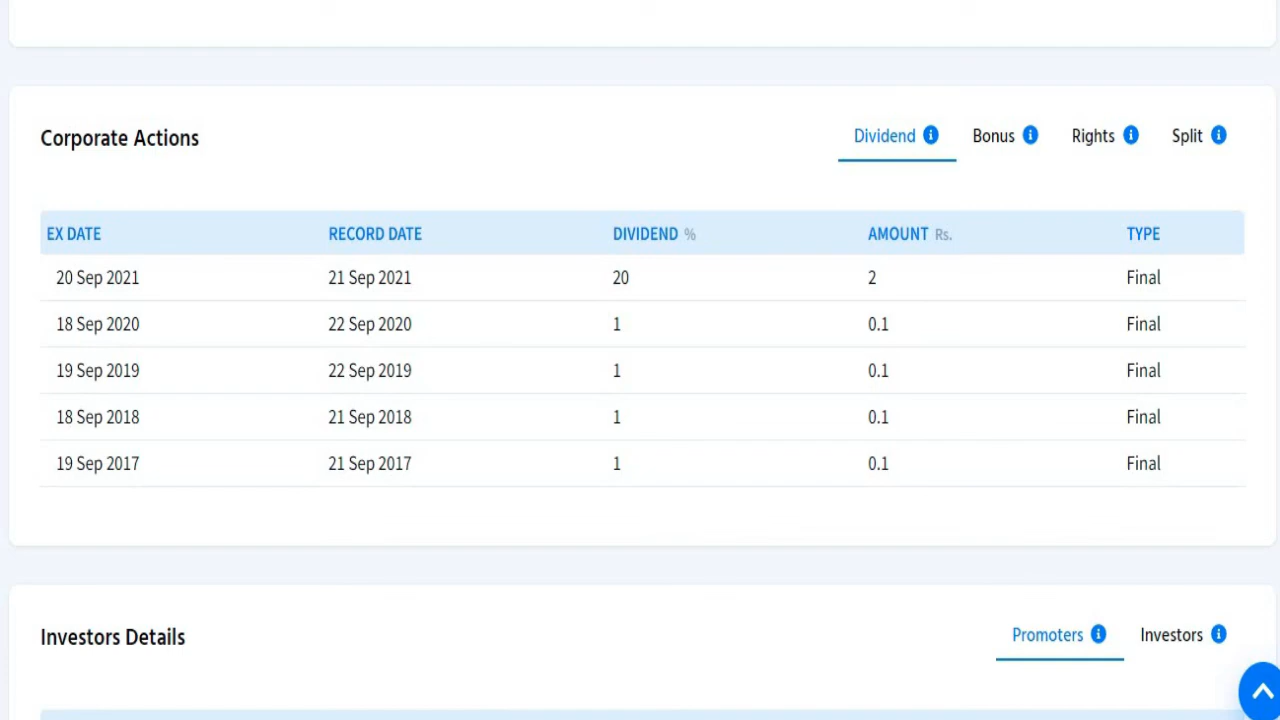 Corporate Actions
Dividend Bonus Rights Split
EX DATE RECORD DATE DIVIDEND % AMOUNT Rs. TYPE
20 Sep 2021 21 Sep 2021 20 2 Final
18 Sep 2020 22 Sep 2020 1 0.1 Final
19 Sep 2019 22 Sep 2019 1 0.1 Final
18 Sep 2018 21 Sep 2018 1 0.1 Final
19 Sep 2017 21 Sep 2017 1 0.1 Final
Investors Details
Promoters Investors